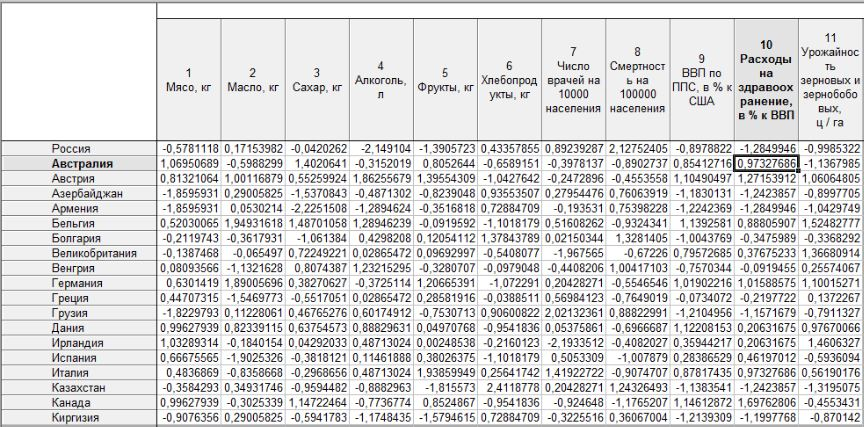 1 Мясо, кг 2 Масло, кг 3 Сахар, кг 4 Алкоголь, л 5 Фрукты, кг 6 Хлебопрод укты, кг 7 Число врачей на 10000 населения 8 Смертност ь на 100000 населения 9 ВВП по ППС, в % к США 10 Расходы на здравоох ранение, в % к ВВП 11 Урожайнос ть зерновых и зернобобо вых, ц / га
Россия -0,5781118 0,17153982 -0,0420262 -2,149104 -1,3905723 0,43357855 0,89239287 2,12752405 -0,8978822 -1,2849946 -0,9985322
Австралия 1,06950689 -0,5988299 1,4020641 -0,3152019 0,8052644 -0,6589151 -0,3978137 -0,8902737 0,85412716 0,97327686 -1,1367985
Австрия 0,81321064 1,00116879 0,55259924 1,86255679 1,39554309 -1,0427642 -0,2472896 -0,4553558 1,10490497 1,27153912 1,06064805
Азербайджан -1,8595931 0,29005825 -1,5370843 -0,4871302 -0,8239048 0,93553507 0,27954476 0,76063919 -1,1830131 -1,2423857 -0,8997705
Армения -1,8595931 0,0530214 -2,2251508 -1,2894624 -0,3516818 0,72884709 -0,193531 0,75398228 -1,2242369 -1,2849946 -1,0429749
Бельгия 0,52030065 1,94931618 1,48701058 1,28946239 -0,0919592 -1,1018179 0,51608262 -0,9324341 1,1392581 0,88805907 1,52482777
Болгария -0,2119743 -0,3617931 -1,061384 0,4298208 0,12054112 1,37843789 0,02150344 1,3281405 -1,0043769 -0,3475989 -0,3368292
Великобритания -0,1387468 -0,065497 0,72249221 0,02865472 0,09692997 -0,5408077 -1,967565 -0,67226 0,79572685 0,37675233 1,36680914
Венгрия 0,08093566 -1,1321628 0,8074387 1,23215295 -0,3280707 -0,0979048 -0,4408206 1,00417103 -0,7570344 -0,0919455 0,25574067
Германия 0,6301419 1,89005696 0,38270627 -0,3725114 1,20665391 -1,072291 0,20428271 -0,5546546 1,01902216 1,01588575 1,10015271
Греция 0,44707315 -1,5469773 -0,5517051 0,02865472 0,28581916 -0,0388511 0,56984123 -0,7649019 -0,0734072 -0,2197722 0,1372267
Грузия -1,8229793 0,11228061 0,46765276 0,60174912 -0,7530713 0,90600822 2,02132361 0,88822991 -1,2104956 -1,1571679 -0,7911327
Дания 0,99627939 0,82339115 0,63754573 0,88829631 0,04970768 -0,9541836 0,05375861 -0,6966687 1,12208153 0,20631675 0,97670066
Ирландия 1,03289314 -0,1840154 0,04292033 0,48713024 0,00248538 -0,2160123 -2,1933512 -0,4082027 0,35944217 0,20631675 1,4606327
Испания 0,66675565 -1,9025326 -0,3818121 0,11461888 0,38026375 -1,1018179 0,5053309 -1,007879 0,28386529 0,46197012 -0,5936094
Италия 0,4836869 -0,8358668 -0,2968656 0,48713024 1,93859949 0,25641742 1,41922722 -0,9074707 0,87817435 0,97327686 0,56190176
Казахстан -0,3584293 0,34931746 -0,9594482 -0,8882963 -1,815573 2,4118778 0,20428271 1,24326493 -1,1383541 -1,2423857 -1,3195075
Канада 0,99627939 -0,3025339 1,14722464 -0,7736774 0,8524867 -0,9541836 -0,924648 -1,1765207 1,14612872 1,69762806 -0,4553431
Киргизия -0,9076356 0,29005825 -0,5941783 -1,1748435 -1,5794615 0,72884709 -0,3225516 0,36067004 -1,2139309 -1,1997768 -0,870142